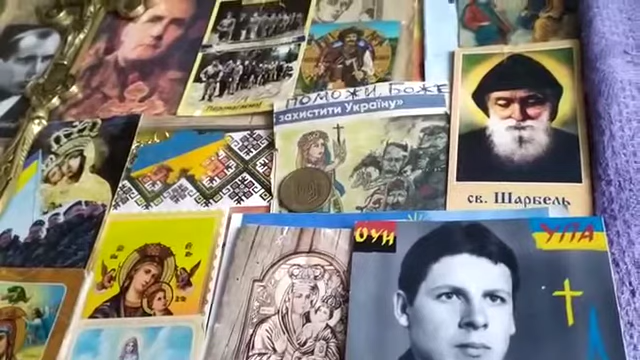 ПОМОЖИ, БОЖЕ
захистити Україну»
св. Шарбель
ОУН
УПА